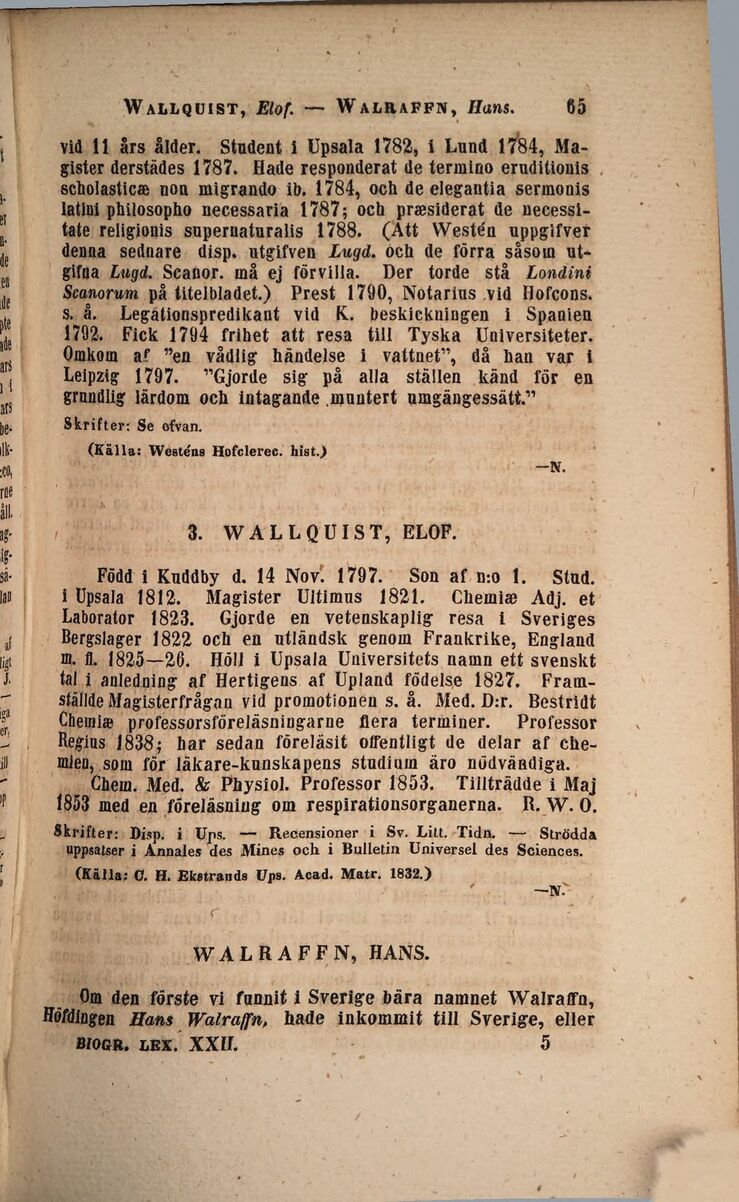 WALLQUIST, Elof. — WALRAFFN, Hans. 65
vid 11 års ålder. Student i Upsala 1782, i Lund 1784, Ma-
gister derstädes 1787. Hade responderat de termino eruditionis
scholasticæ non migrando ib. 1784, och de elegantia sermonis
latini philosopho necessaria 1787; och præsiderat de necessi-
tate religionis supernaturalis 1788. (Att Westén uppgifver
denna sednare disp. utgifven Lugd. och de förra såsom ut-
gifna Lugd. Scanor. må ej förvilla. Der torde stå Londini
Scanorum på titelbladet.) Prest 1790, Notarius vid Hofcons.
s. å. Legationspredikant vid K. beskickningen i Spanien
1792. Fick 1794 frihet att resa till Tyska Universiteter.
Omkom af ”en vådlig händelse i vattnet”, då han var i
Leipzig 1797. ”Gjorde sig på alla ställen känd för en
grundlig lärdom och intagande muntert umgängessätt.”
Skrifter: Se ofvan.
(Källa: Westéns Hofclerec. hist.)
—N.
3. WALLQUIST, ELOF.
Född i Kuddby d. 14 Nov. 1797. Son af n:o 1. Stud.
i Upsala 1812. Magister Ultimus 1821. Chemiæ Adj. et
Laborator 1823. Gjorde en vetenskaplig resa i Sveriges
Bergslager 1822 och en utländsk genom Frankrike, England
m. fl. 1825—26. Höll i Upsala Universitets namn ett svenskt
tal i anledning af Hertigens af Upland födelse 1827. Fram-
ställde Magisterfrågan vid promotionen s. å. Med. D:r. Bestridt
Chemiæ professorsföreläsningarne flera terminer. Professor
Regius 1838; har sedan föreläsit offentligt de delar af che-
mien, som för läkare-kunskapens studium äro nödvändiga.
Chem. Med. & Physiol. Professor 1853. Tillträdde i Maj
1853 med en föreläsning om respirationsorganerna. R. W. O.
Skrifter: Disp. i Ups. — Recensioner i Sv. Litt. Tidn. — Strödda
uppsatser i Annales des Mines och i Bulletin Universel des Sciences.
(Källa: C. H. Ekstrands Ups. Acad. Matr. 1832.)
—N.
WALRAFFN, HANS.
Om den förste vi funnit i Sverige bära namnet Walraffn,
Höfdingen Hans Walraffn, hade inkommit till Sverige, eller
BIOGR. LEX. XXII. 5